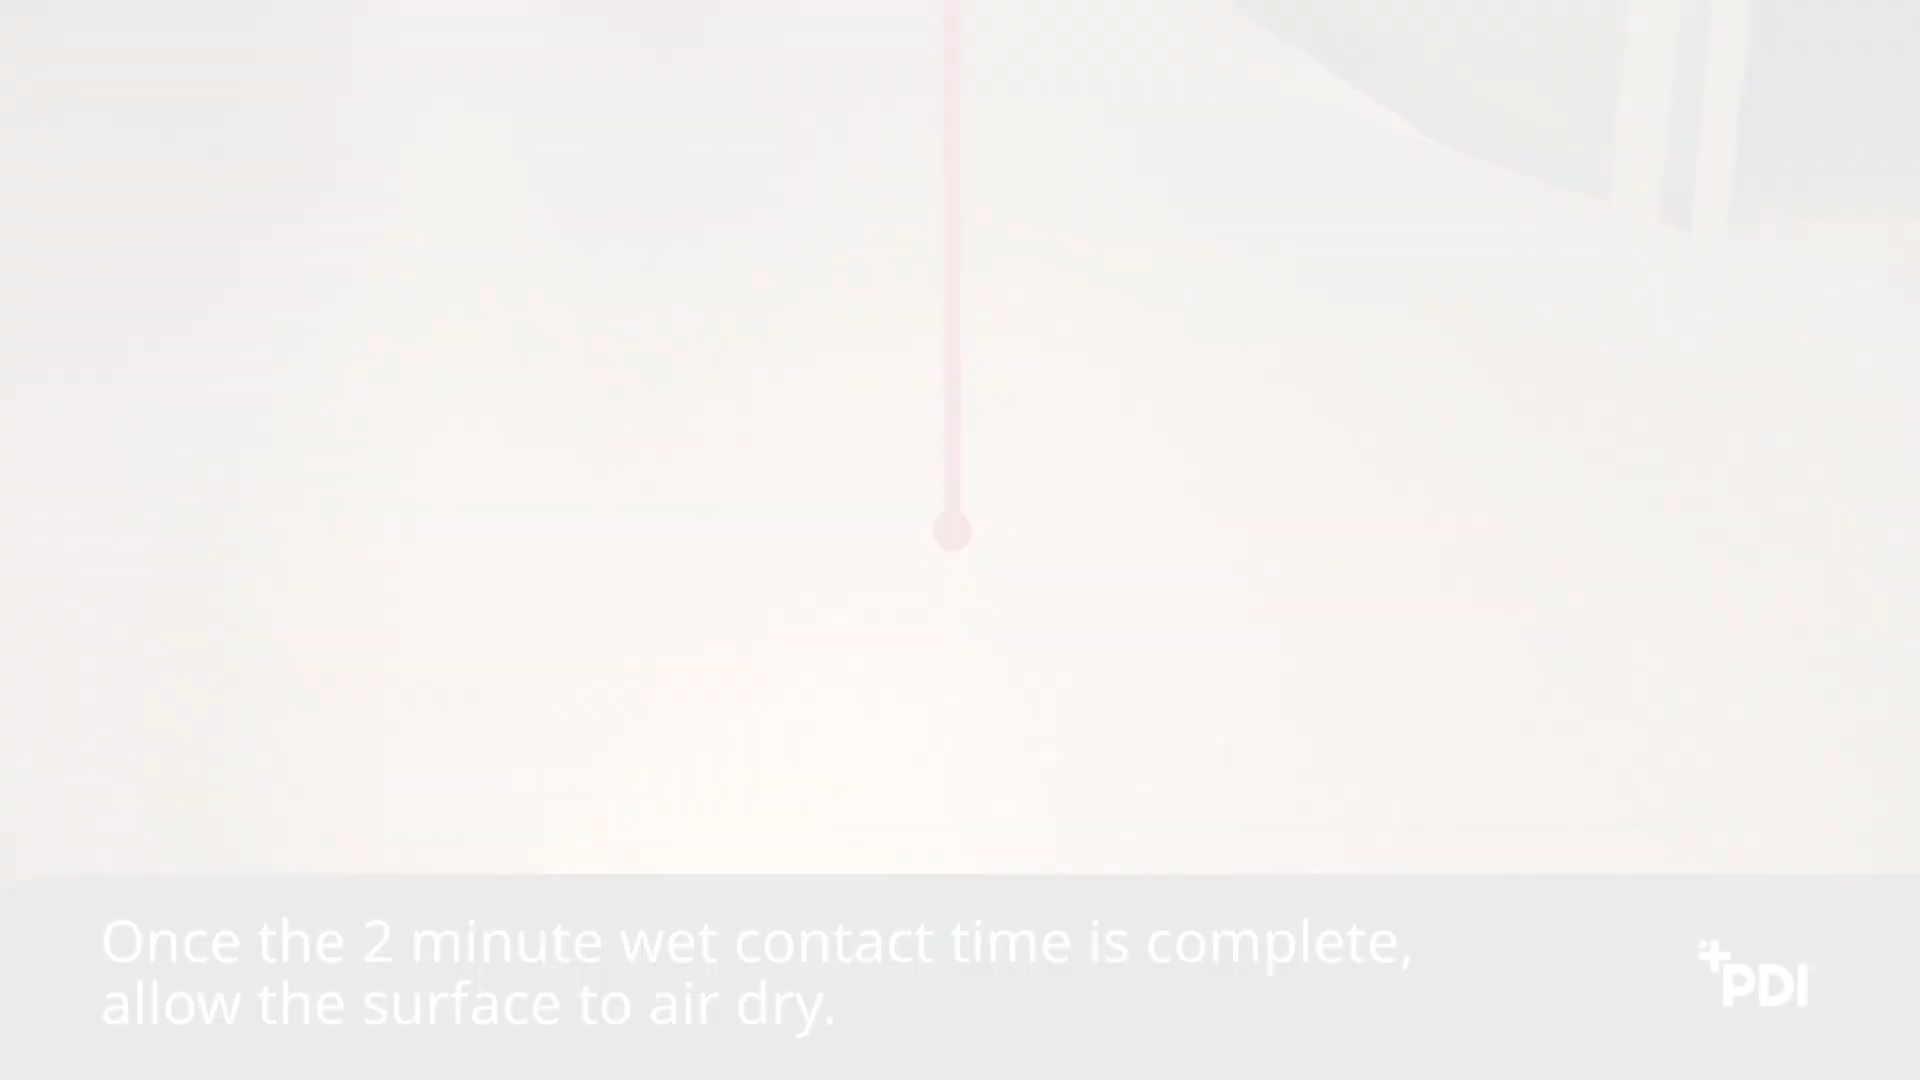 Once the 2 minute wet contact time is complete,
allow the surface to air dry.
PDI